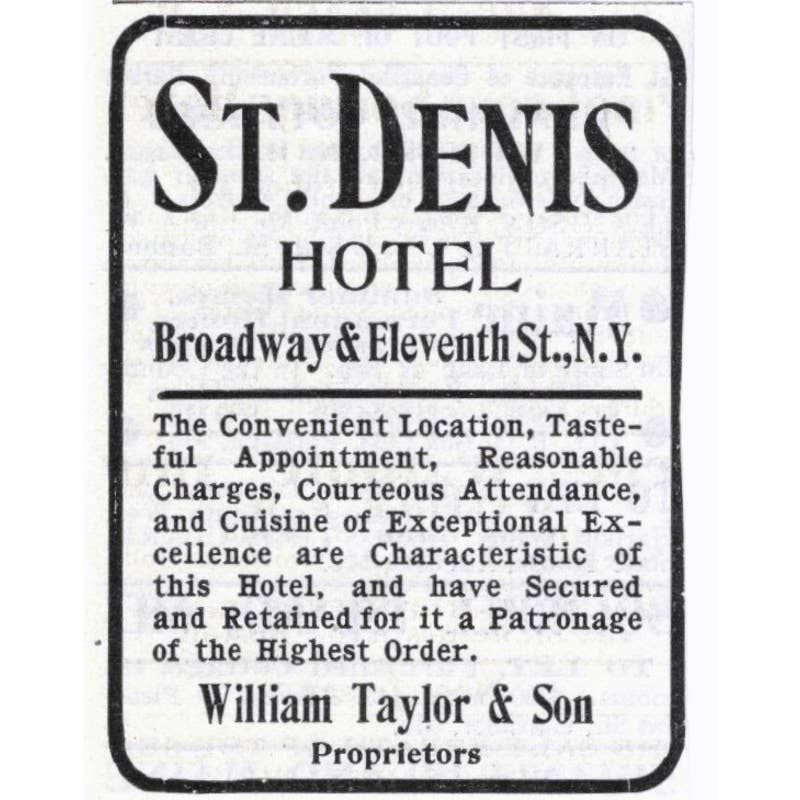 ST. DENIS
HOTEL
Broadway & Eleventh St., N.Y.
The Convenient Location, Taste-
ful Appointment, Reasonable
Charges, Courteous Attendance,
and Cuisine of Exceptional Ex-
cellence are Characteristic of
this Hotel, and have Secured
and Retained for it a Patronage
of the Highest Order.
William Taylor & Son
Proprietors